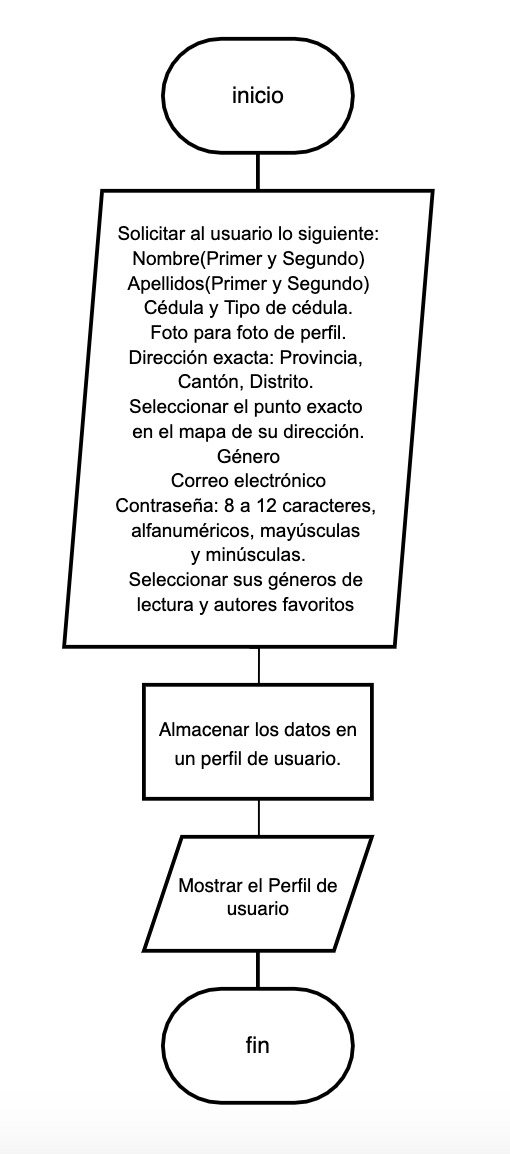 inicio
Solicitar al usuario lo siguiente:
Nombre(Primer y Segundo)
Apellidos(Primer y Segundo)
Cédula y Tipo de cédula.
Foto para foto de perfil.
Dirección exacta: Provincia,
Cantón, Distrito.
Seleccionar el punto exacto
en el mapa de su dirección.
Género
Correo electrónico
Contraseña: 8 a 12 caracteres,
alfanuméricos, mayúsculas
y minúsculas.
Seleccionar sus géneros de
lectura y autores favoritos
Almacenar los datos en
un perfil de usuario.
Mostrar el Perfil de
usuario
fin